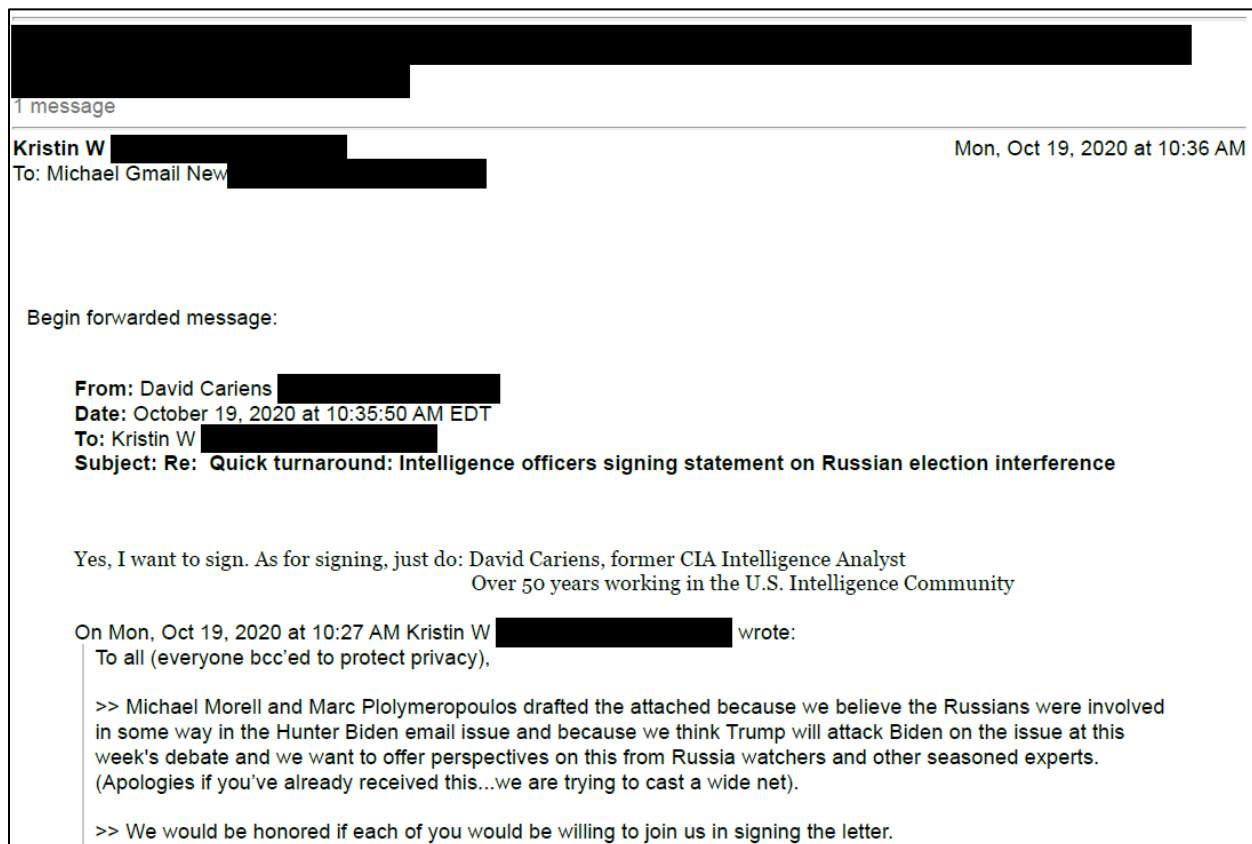 1 message
Kristin W
Mon, Oct 19, 2020 at 10:36 AM
To: Michael Gmail New
Begin forwarded message:
From: David Cariens
Date: October 19, 2020 at 10:35:50 AM EDT
To: Kristin W
Subject: Re: Quick turnaround: Intelligence officers signing statement on Russian election interference
Yes, I want to sign. As for signing, just do: David Cariens, former CIA Intelligence Analyst
Over 50 years working in the U.S. Intelligence Community
On Mon, Oct 19, 2020 at 10:27 AM Kristin W wrote:
To all (everyone bcc'ed to protect privacy),
>> Michael Morell and Marc Plolymeropoulos drafted the attached because we believe the Russians were involved
in some way in the Hunter Biden email issue and because we think Trump will attack Biden on the issue at this
week's debate and we want to offer perspectives on this from Russia watchers and other seasoned experts.
(Apologies if you've already received this...we are trying to cast a wide net).
>> We would be honored if each of you would be willing to join us in signing the letter.